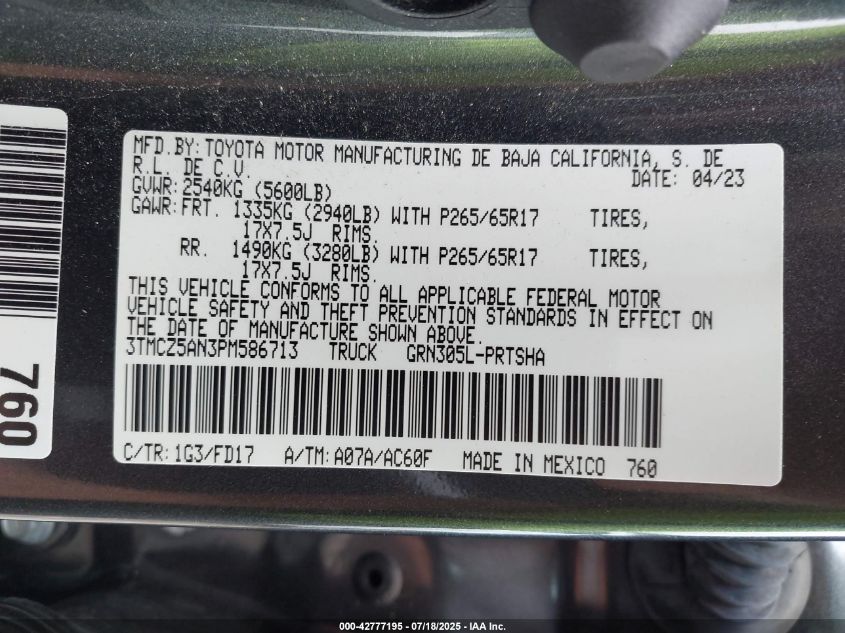 MFD.BY:TOYOTA MOTOR MANUFACTURING DE BAJA CALIFORNIA, S. DE
R.L. DE C.V.
DATE: 04/23
GVWR:2540KG (5600LB)
GAWR:FRT. 1335KG (2940LB) WITH P265/65R17 TIRES,
17X7.5J RIMS.
RR. 1490KG (3280LB) WITH P265/65R17 TIRES,
17X7.5J RIMS.
THIS VEHICLE CONFORMS TO ALL APPLICABLE FEDERAL MOTOR
VEHICLE SAFETY AND THEFT PREVENTION STANDARDS IN EFFECT ON
THE DATE OF MANUFACTURE SHOWN ABOVE.
3TMCZ5AN3PM586713 TRUCK GRN305L-PRTSHA
C/TR:1G3/FD17 A/TM:A07A/AC60F MADE IN MEXICO 760
760
000-42777195 - 07/18/2025 - IAA Inc.